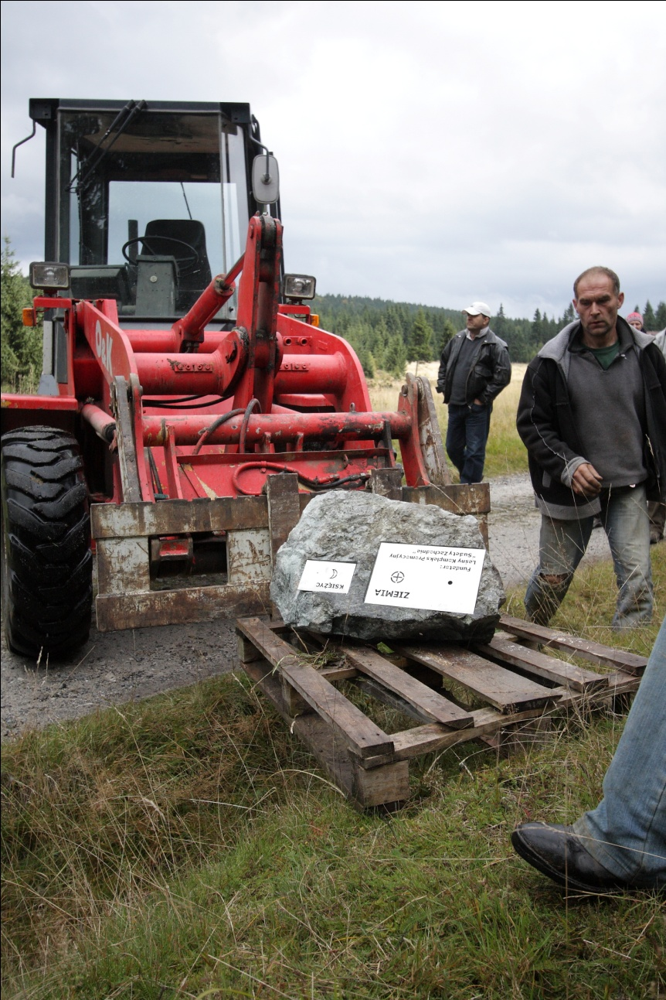 O&K
ZIEMIA
Fundator:
Leśny Kompleks Promocyjny
"Sudety Zachodnie"
KSIĘŻYC